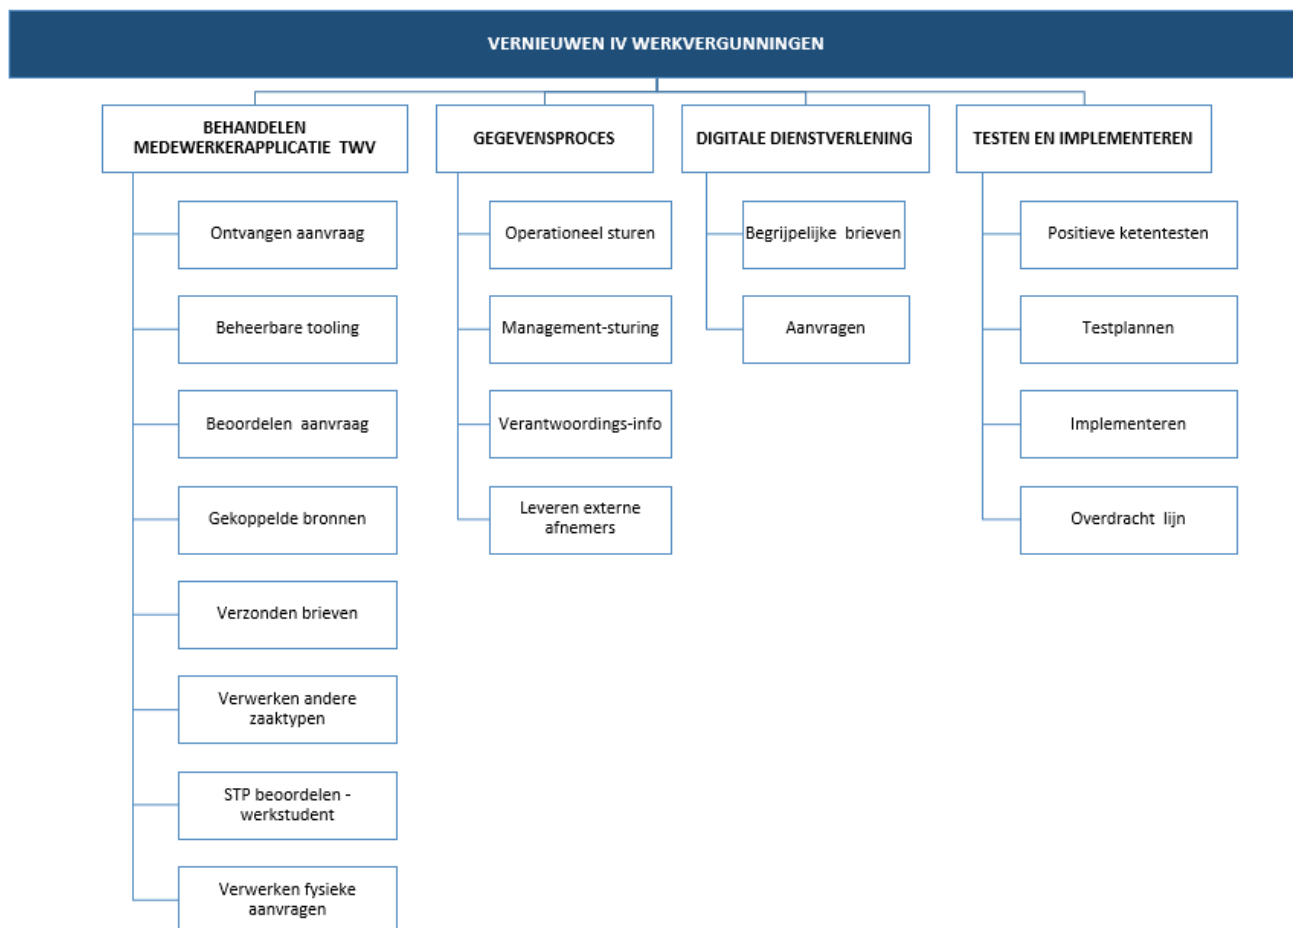 VERNIEUWEN IV WERKVERGUNNINGEN
BEHANDELEN
MEDEWERKERAPPLICATIE TWV
Ontvangen aanvraag
Beheerbare tooling
Beoordelen aanvraag
Gekoppelde bronnen
Verzonden brieven
Verwerken andere
zaaktypen
STP beoordelen -
werkstudent
Verwerken fysieke
aanvragen
GEGEVENSPROCES
Operationeel sturen
Management-sturing
Verantwoordings-info
Leveren externe
afnemers
DIGITALE DIENSTVERLENING
Begrijpelijke brieven
Aanvragen
TESTEN EN IMPLEMENTEREN
Positieve ketentesten
Testplannen
Implementeren
Overdracht lijn